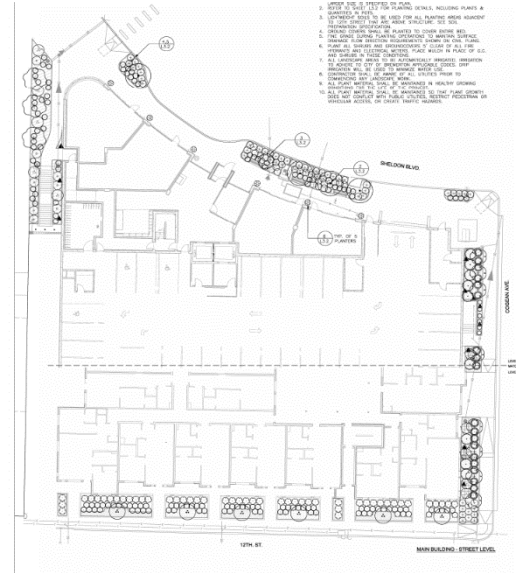 LARGER SIZE IS SPECIFIED ON PLAN.
2. REFER TO SHEET L5.2 FOR PLANTING DETAILS, INCLUDING PLANTS &
QUANTITIES IN POTS.
3. LIGHTWEIGHT SOILS TO BE USED FOR ALL PLANTING AREAS ADJACENT
TO 12TH STREET THAT ARE ABOVE STRUCTURE. SEE SOIL
PREPARATION SPECIFICATION.
4. GROUND COVERS SHALL BE PLANTED TO COVER ENTIRE BED.
5. FINE GRADE DURING PLANTING OPERATIONS TO MAINTAIN SURFACE
DRAINAGE FLOW DIRECTION REQUIREMENTS SHOWN ON CIVIL PLANS.
6. PLANT ALL SHRUBS AND GROUNDCOVERS 5' CLEAR OF ALL FIRE
HYDRANTS AND ELECTRICAL METERS. PLACE MULCH IN PLACE OF G.C.
AND SHRUBS IN THESE CONDITIONS.
7. ALL LANDSCAPE AREAS TO BE AUTOMATICALLY IRRIGATED. IRRIGATION
TO ADHERE TO CITY OF BREMERTON APPLICABLE CODES. DRIP
IRRIGATION WILL BE USED TO MINIMIZE WATER USE.
8. CONTRACTOR SHALL BE AWARE OF ALL UTILITIES PRIOR TO
COMMENCING ANY LANDSCAPE WORK.
9. ALL PLANT MATERIAL SHALL BE MAINTAINED IN HEALTHY GROWING
CONDITIONS FOR THE LIFE OF THE PROJECT.
10. ALL PLANT MATERIAL SHALL BE MAINTAINED SO THAT PLANT GROWTH
DOES NOT CONFLICT WITH PUBLIC UTILITIES, RESTRICT PEDESTRIAN OR
VEHICULAR ACCESS, OR CREATE TRAFFIC HAZARDS.
SHELDON BLVD.
TYP. OF 6
PLANTERS
COGEAN AVE.
12TH. ST.
MAIN BUILDING - STREET LEVEL